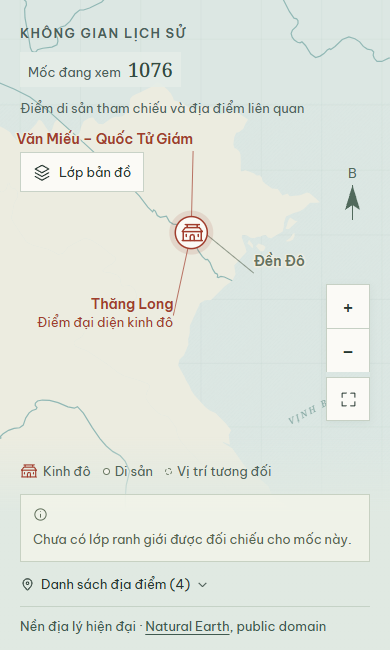 KHÔNG GIAN LỊCH SỬ
Mốc đang xem 1076
Điểm di sản tham chiếu và địa điểm liên quan
Văn Miếu – Quốc Tử Giám
Lớp bản đồ
B
Đền Đô
Thăng Long
Điểm đại diện kinh đô
+
−
VỊNH B
Kinh đô Di sản Vị trí tương đối
Chưa có lớp ranh giới được đối chiếu cho mốc này.
Danh sách địa điểm (4)
Nền địa lý hiện đại · Natural Earth, public domain